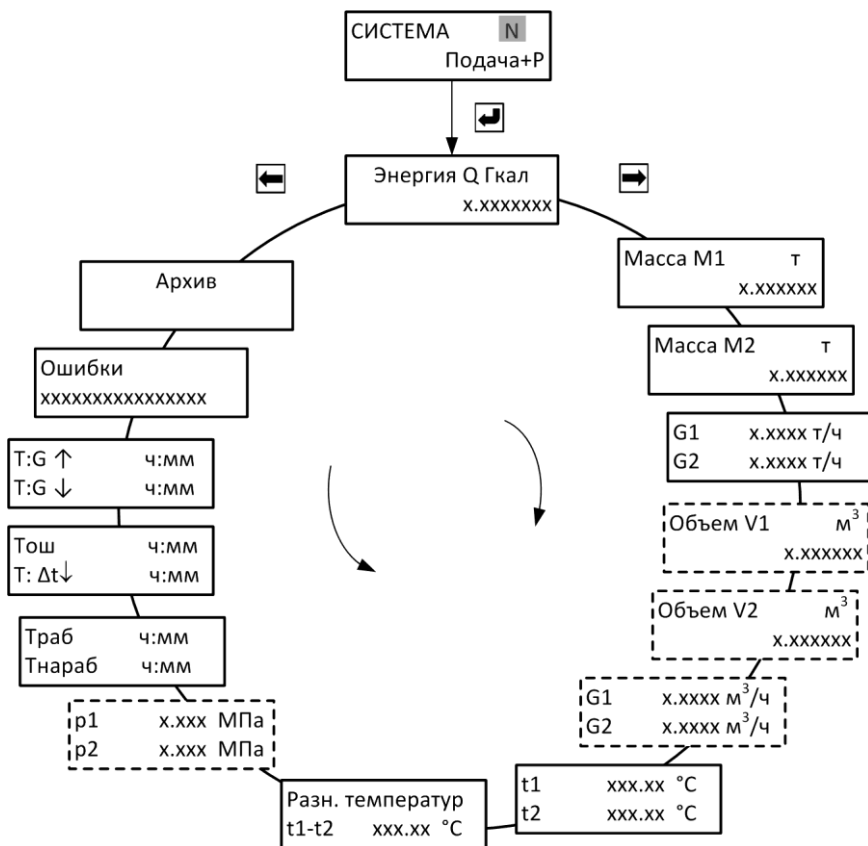 СИСТЕМА N
Подача+Р
Энергия Q Гкал
x.xxxxxxx
Масса М1 т
x.xxxxxx
Масса М2 т
x.xxxxxx
G1 x.xxxx т/ч
G2 x.xxxx т/ч
Объем V1 м³
x.xxxxxx
Объем V2 м³
x.xxxxxx
G1 x.xxxx м³/ч
G2 x.xxxx м³/ч
t1 xxx.xx °C
t2 xxx.xx °C
Разн. температур
t1-t2 xxx.xx °C
p1 x.xxx МПа
p2 x.xxx МПа
Траб ч:мм
Тнараб ч:мм
Тош ч:мм
Т: Δt↓ ч:мм
T:G ↑ ч:мм
T:G ↓ ч:мм
Ошибки
xxxxxxxxxxxxxxxx
Архив